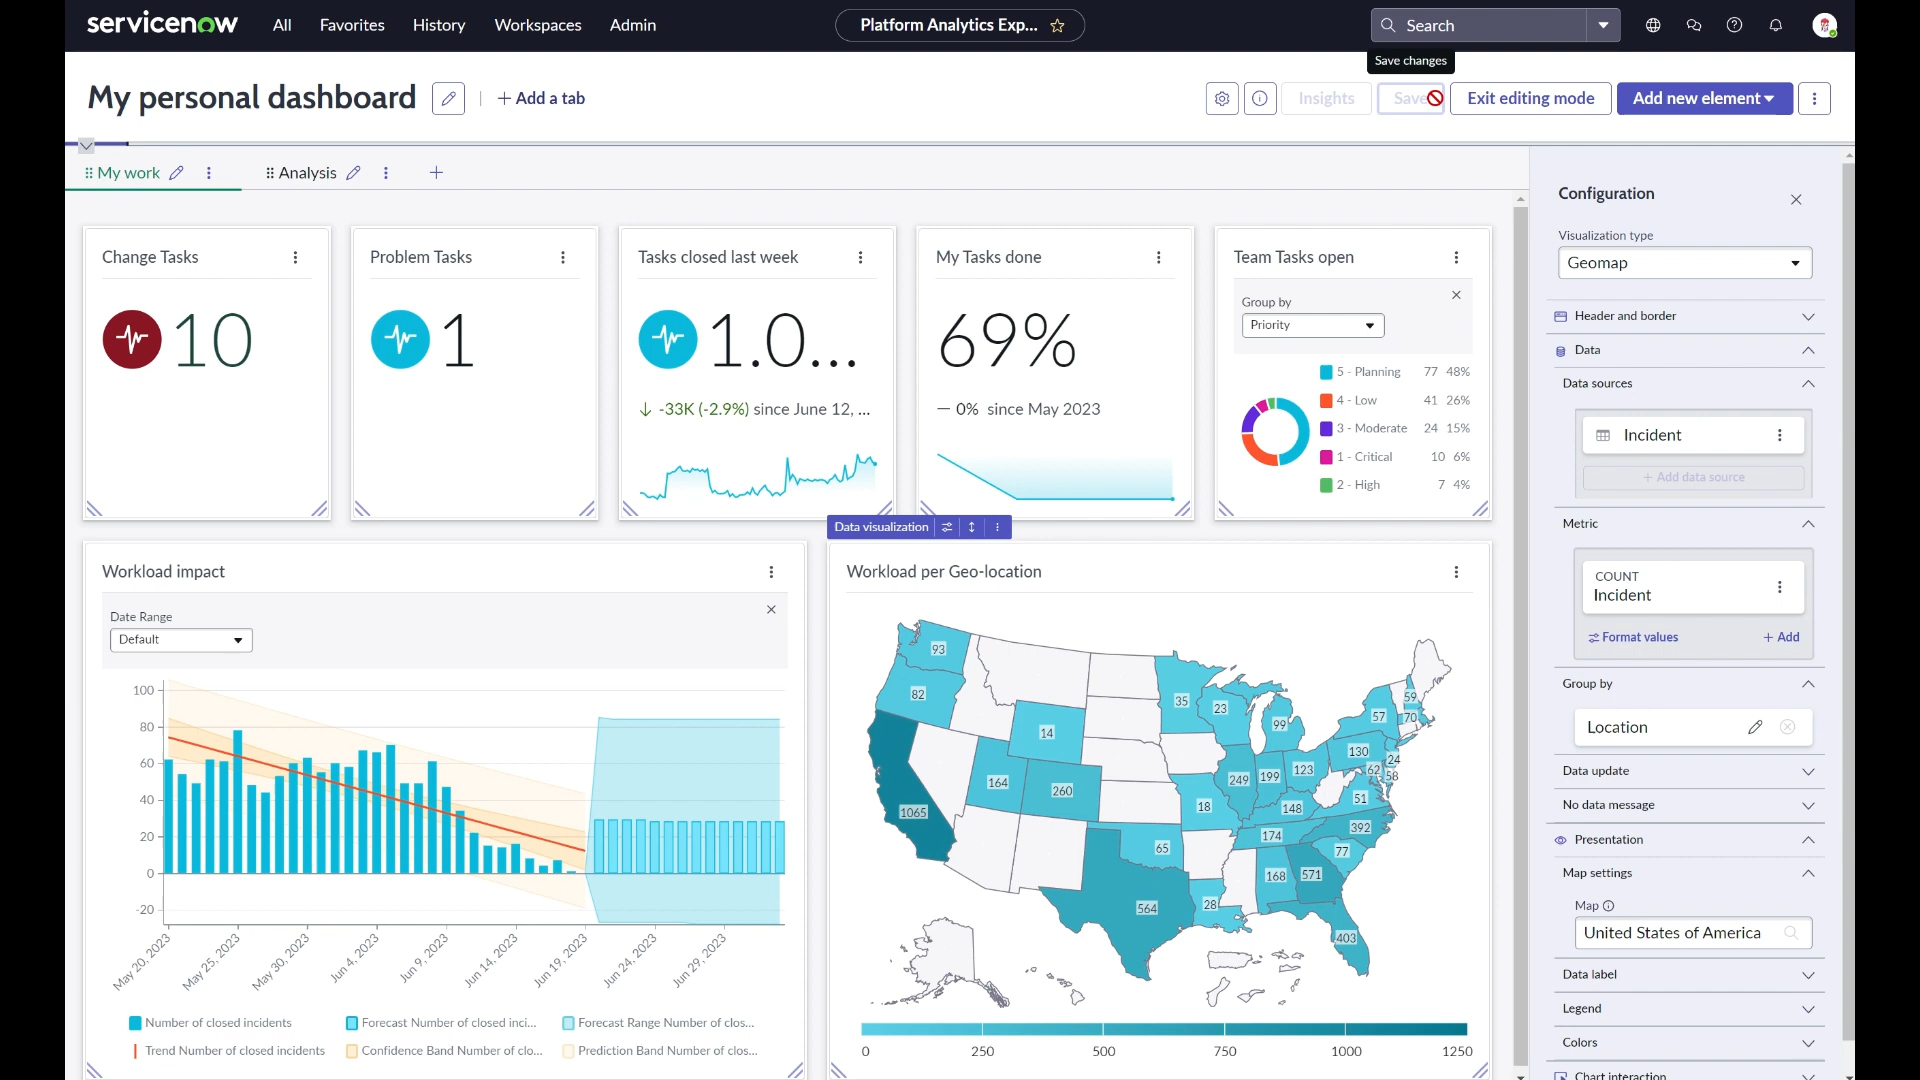 servicenow
All
Favorites
History
Workspaces
Admin
Platform Analytics Exp...
Search
Save changes
My personal dashboard
+ Add a tab
Insights
Save
Exit editing mode
Add new element
My work
Analysis
Change Tasks
10
Problem Tasks
1
Tasks closed last week
1.0...
-33K (-2.9%) since June 12, ...
My Tasks done
69%
— 0% since May 2023
Team Tasks open
Group by
Priority
5 - Planning 77 48%
4 - Low 41 26%
3 - Moderate 24 15%
1 - Critical 10 6%
2 - High 7 4%
Data visualization
Workload impact
Date Range
Default
100
80
60
40
20
0
-20
May 20, 2023
May 25, 2023
May 30, 2023
Jun 4, 2023
Jun 9, 2023
Jun 14, 2023
Jun 19, 2023
Jun 24, 2023
Jun 29, 2023
Number of closed incidents
Forecast Number of closed inci...
Forecast Range Number of clos...
Trend Number of closed incidents
Confidence Band Number of clo...
Prediction Band Number of clos...
Workload per Geo-location
93
82
1065
14
164
260
35
23
99
18
249
199
123
148
174
65
564
28
168
571
403
77
392
51
130
62
58
24
57
70
59
0
250
500
750
1000
1250
Configuration
Visualization type
Geomap
Header and border
Data
Data sources
Incident
+ Add data source
Metric
COUNT
Incident
Format values
+ Add
Group by
Location
Data update
No data message
Presentation
Map settings
Map
United States of America
Data label
Legend
Colors
Chart interaction